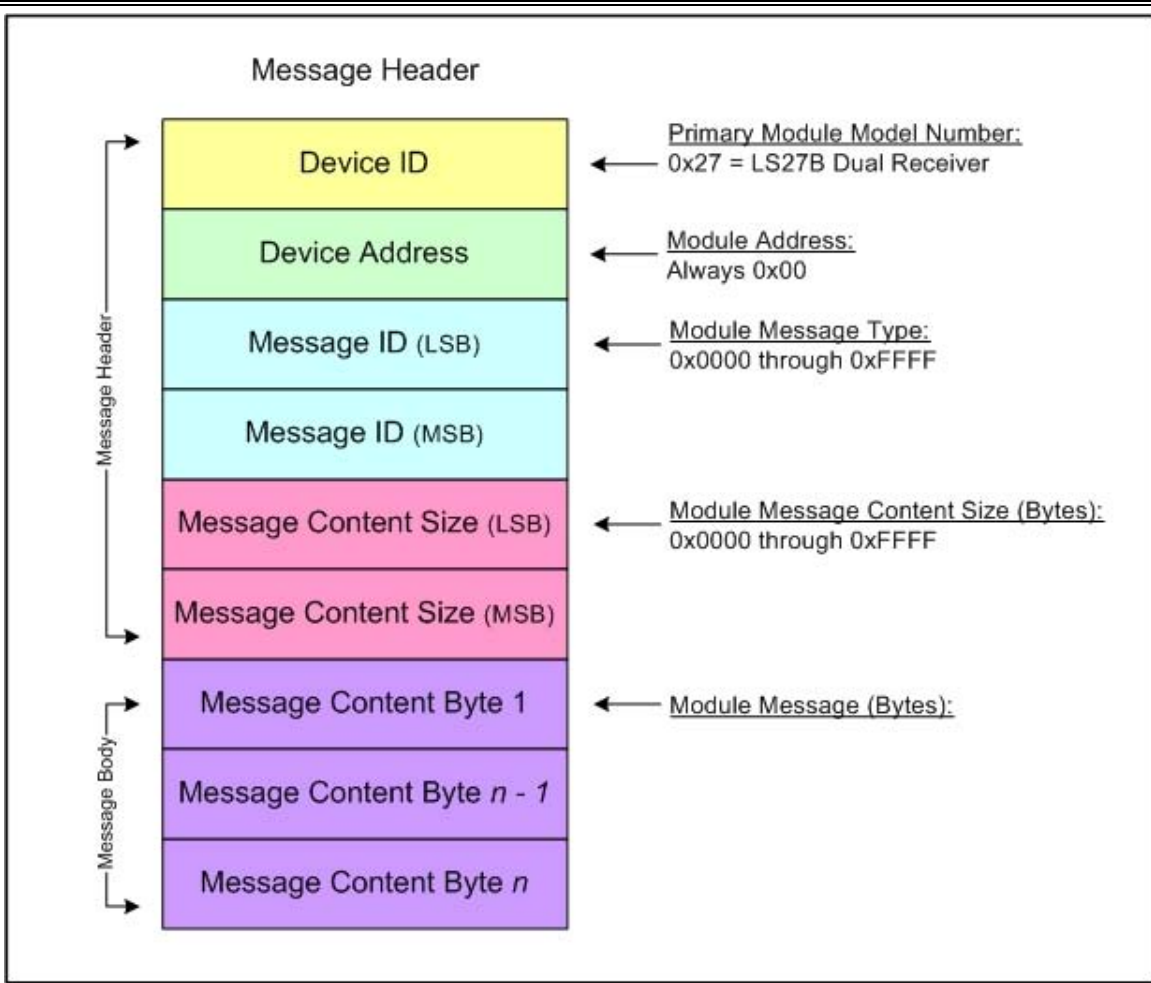 Message Header
Device ID
Primary Module Model Number:
0x27 = LS27B Dual Receiver
Device Address
Module Address:
Always 0x00
Message ID (LSB)
Module Message Type:
0x0000 through 0xFFFF
Message Header
Message ID (MSB)
Message Content Size (LSB)
Module Message Content Size (Bytes):
0x0000 through 0xFFFF
Message Content Size (MSB)
Message Content Byte 1
Module Message (Bytes):
Message Body
Message Content Byte n - 1
Message Content Byte n